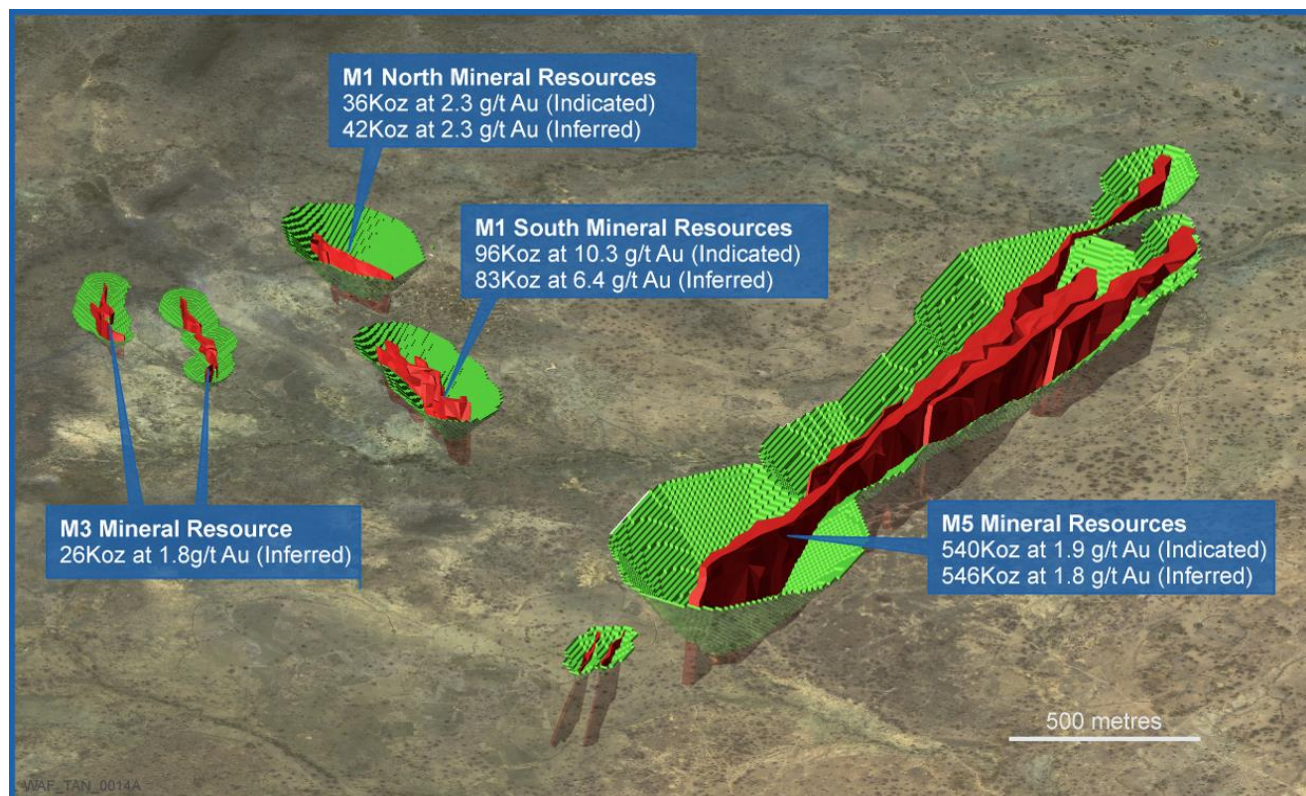 M1 North Mineral Resources
36Koz at 2.3 g/t Au (Indicated)
42Koz at 2.3 g/t Au (Inferred)
M1 South Mineral Resources
96Koz at 10.3 g/t Au (Indicated)
83Koz at 6.4 g/t Au (Inferred)
M3 Mineral Resource
26Koz at 1.8g/t Au (Inferred)
M5 Mineral Resources
540Koz at 1.9 g/t Au (Indicated)
546Koz at 1.8 g/t Au (Inferred)
500 metres
WAF_TAN_0014A